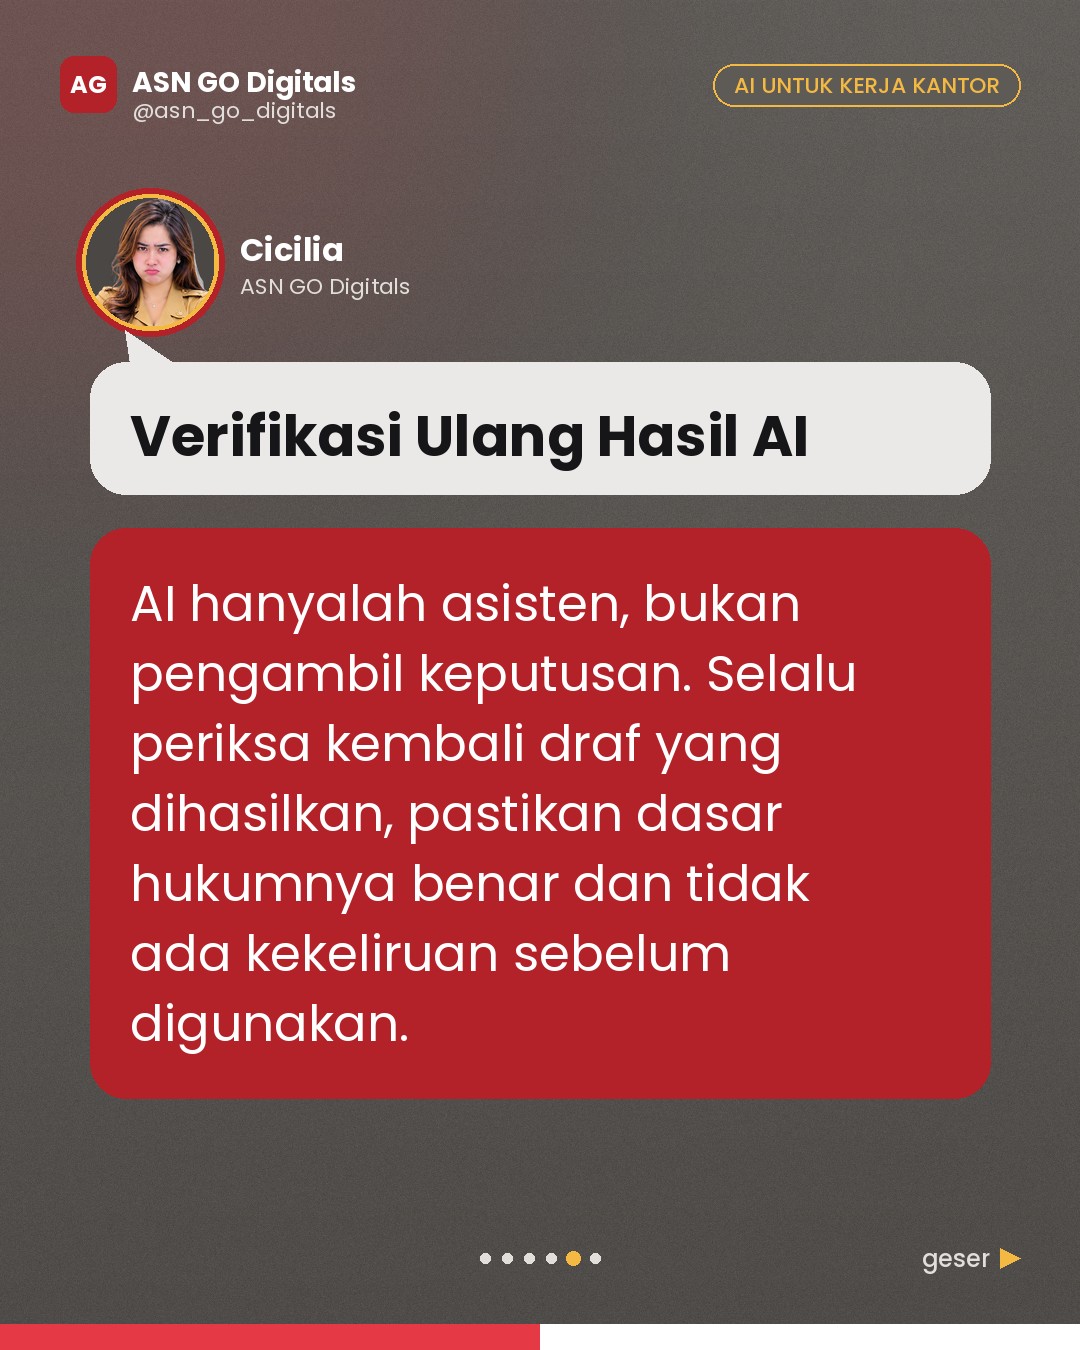 AG
ASN GO Digitals
@asn_go_digitals
AI UNTUK KERJA KANTOR
Cicilia
ASN GO Digitals
Verifikasi Ulang Hasil AI
AI hanyalah asisten, bukan
pengambil keputusan. Selalu
periksa kembali draf yang
dihasilkan, pastikan dasar
hukumnya benar dan tidak
ada kekeliruan sebelum
digunakan.
geser